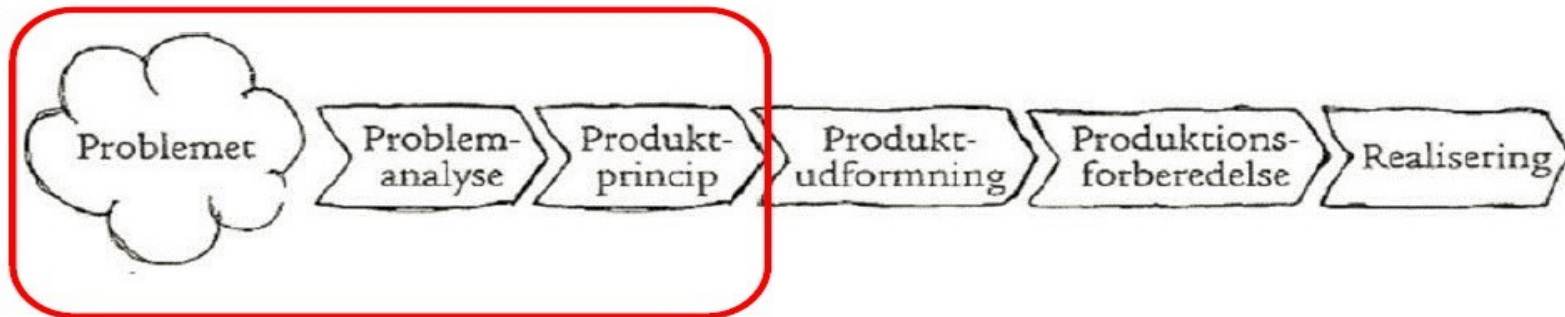 Problemet
Problem-
analyse
Produkt-
princip
Produkt-
udformning
Produktions-
forberedelse
Realisering